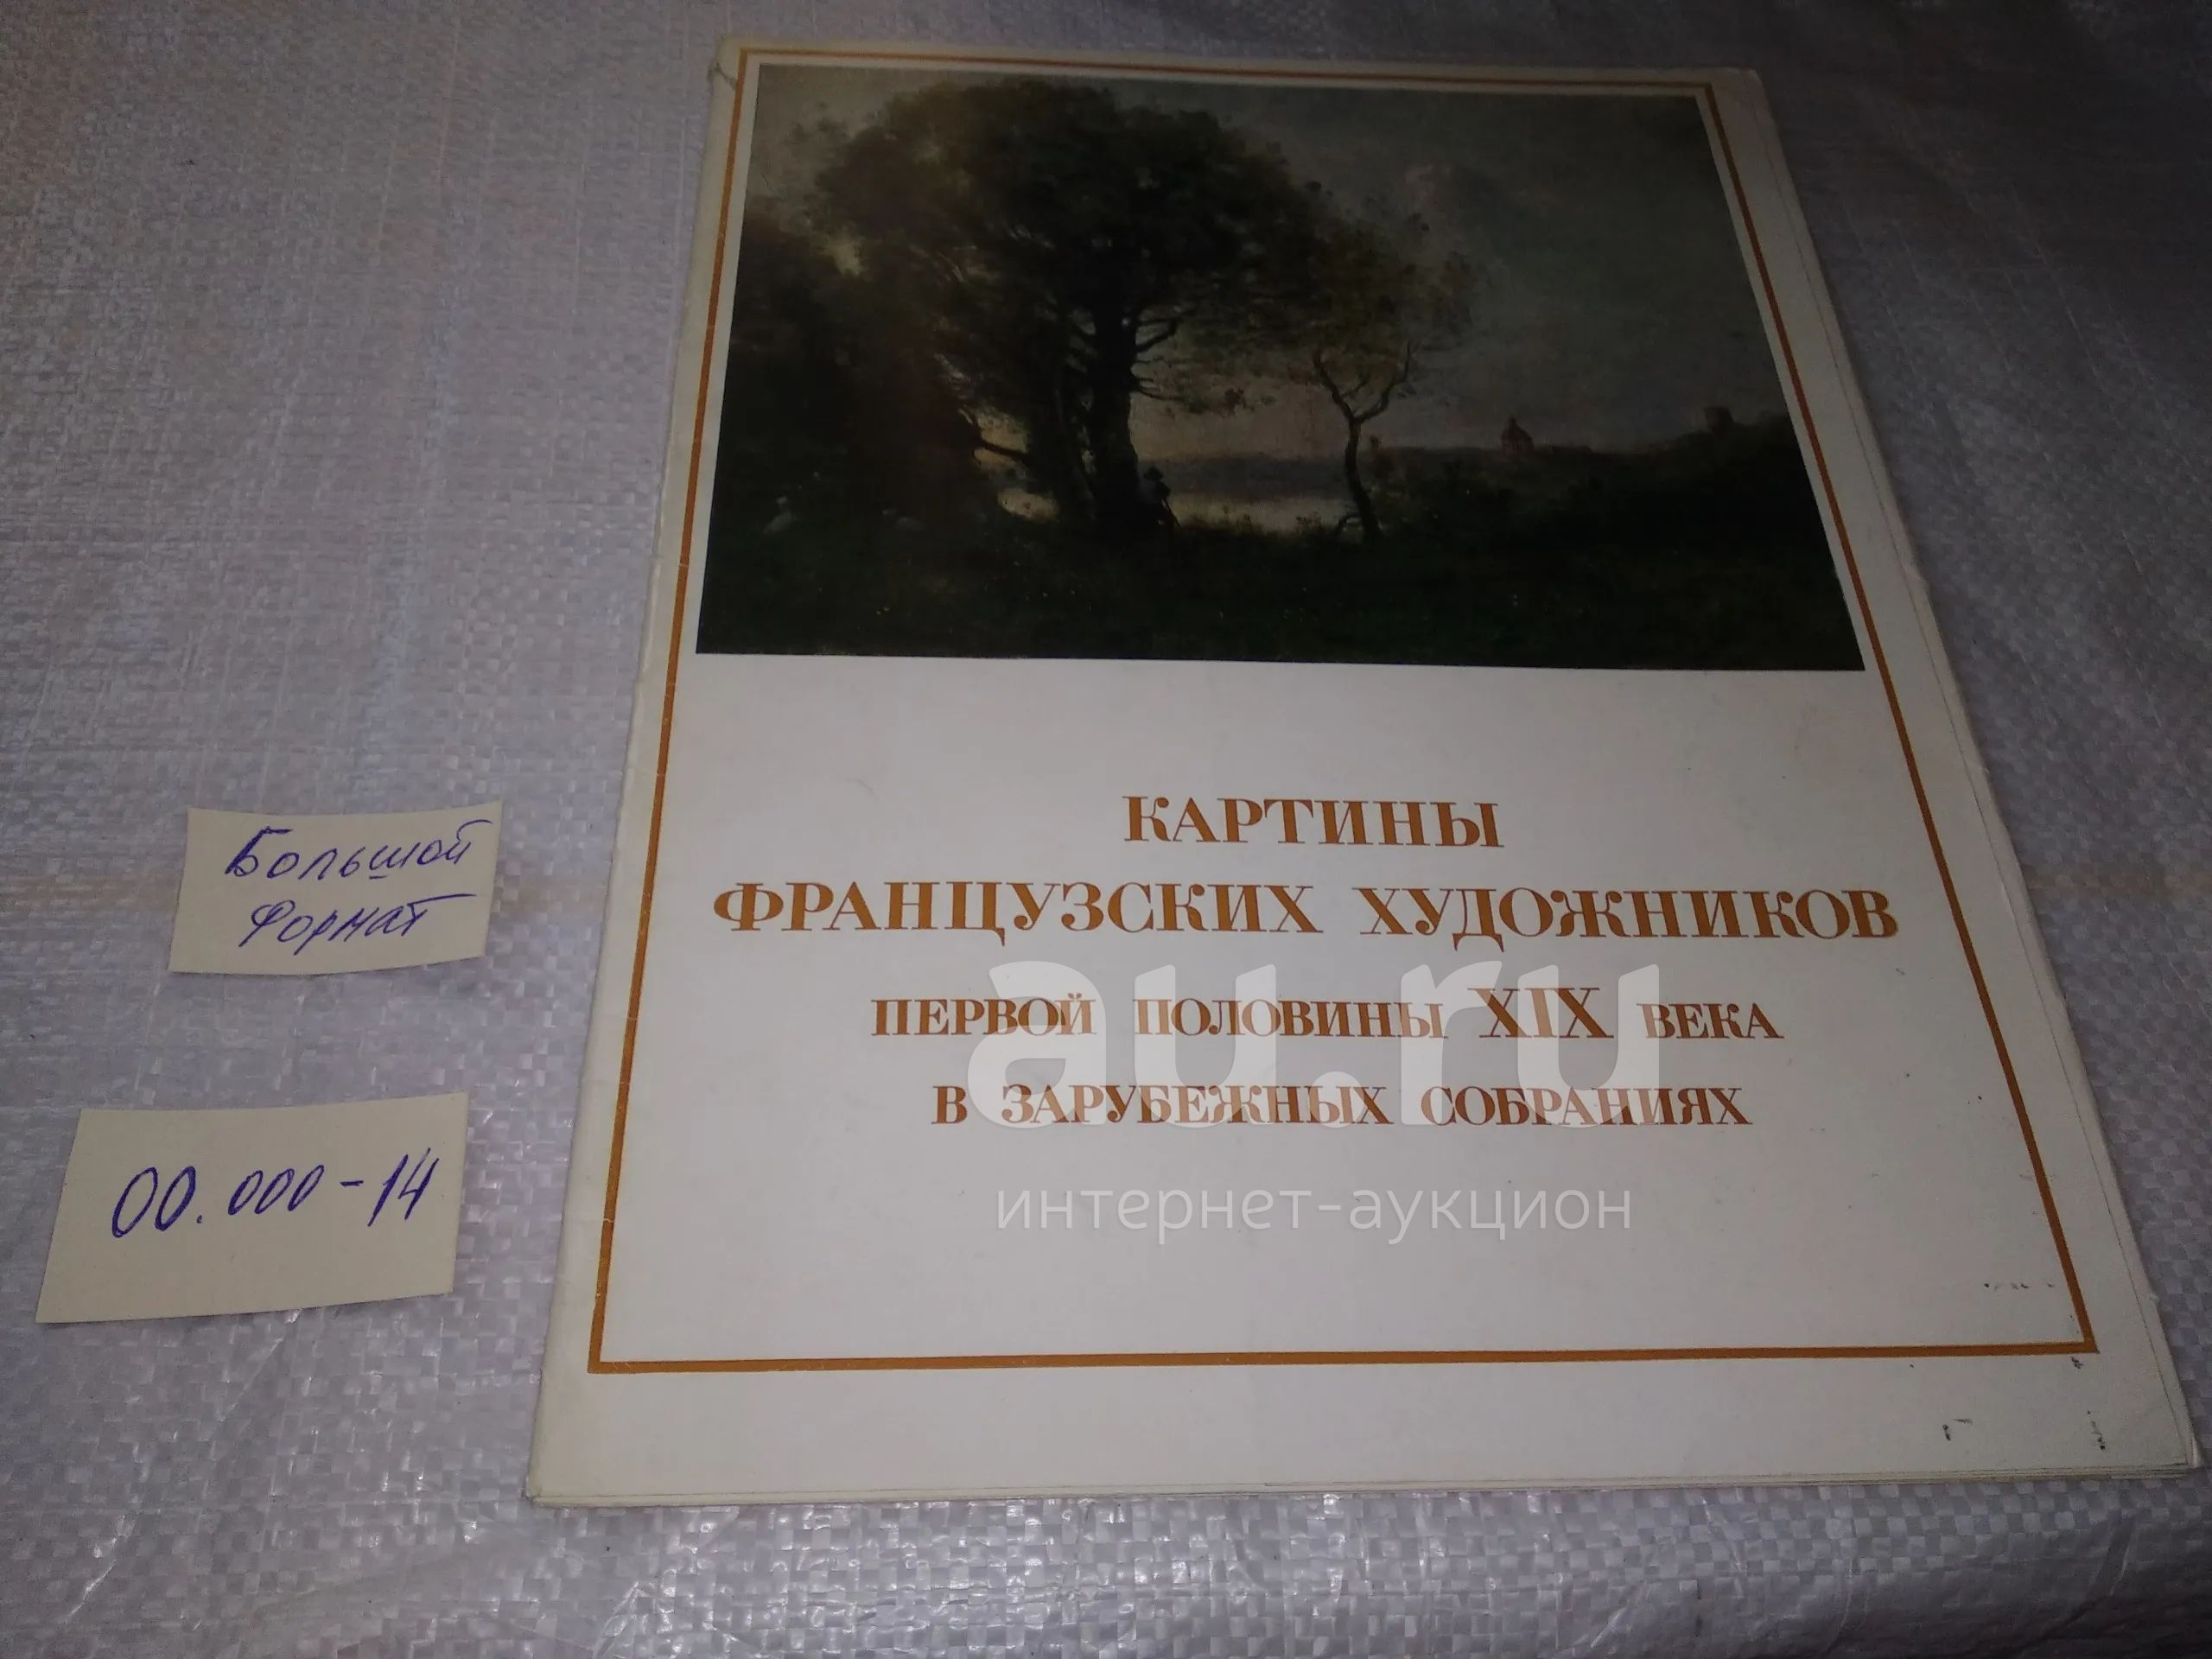 КАРТИНЫ
ФРАНЦУЗСКИХ ХУДОЖНИКОВ
ПЕРВОЙ ПОЛОВИНЫ XIX ВЕКА
В ЗАРУБЕЖНЫХ СОБРАНИЯХ
au.ru
интернет-аукцион
Большой
Формат
00.000-14